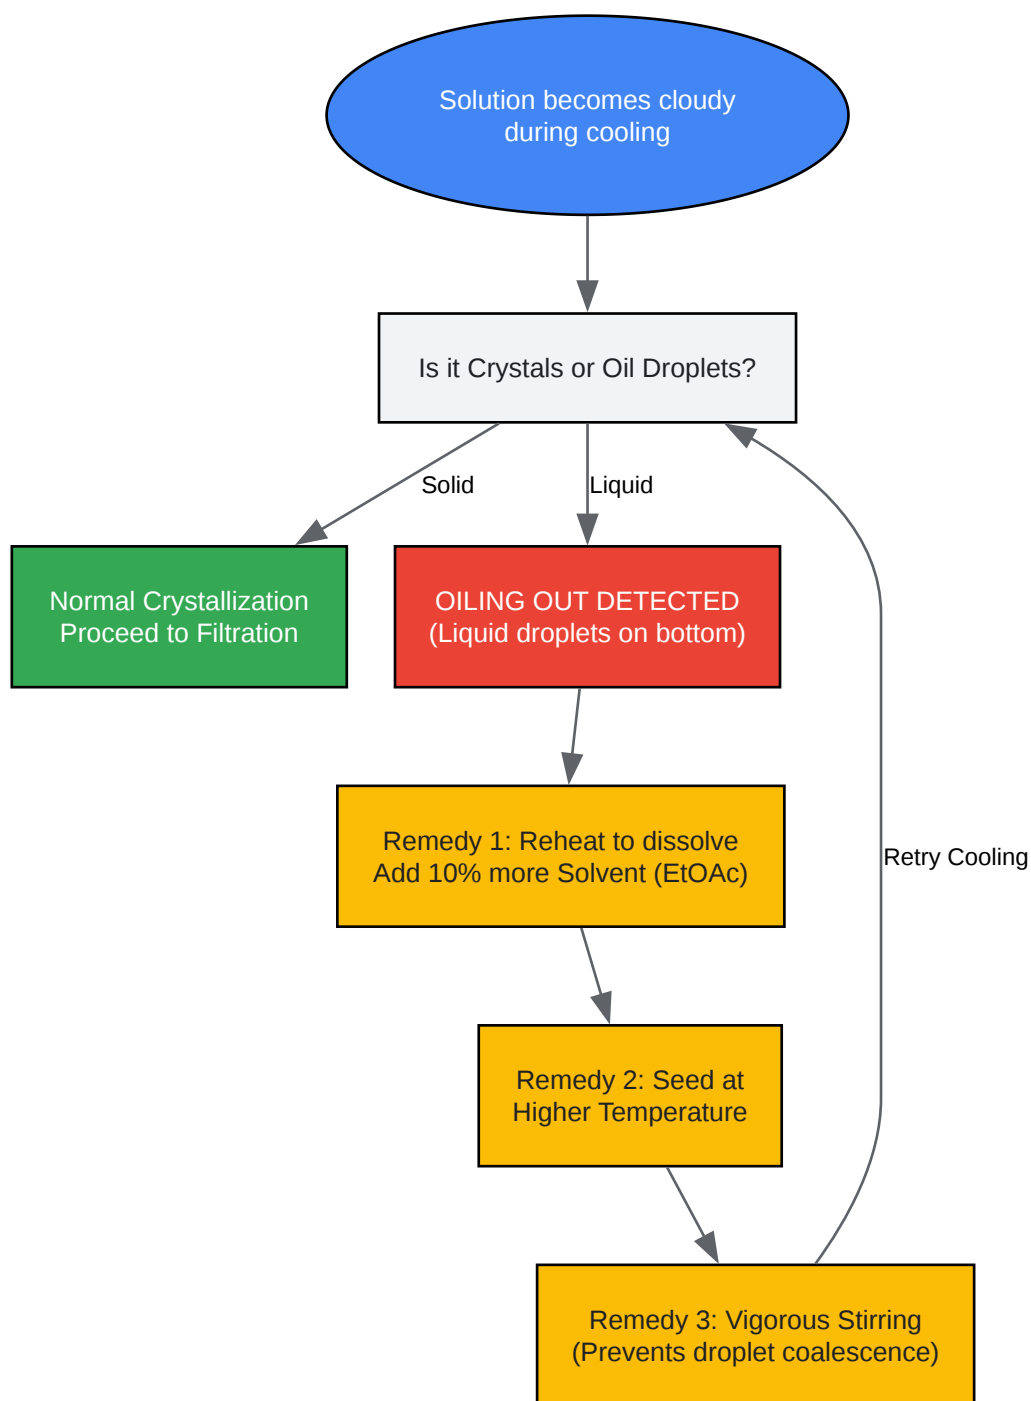 Solution becomes cloudy
during cooling
Is it Crystals or Oil Droplets?
Solid
Liquid
Normal Crystallization
Proceed to Filtration
OILING OUT DETECTED
(Liquid droplets on bottom)
Remedy 1: Reheat to dissolve
Add 10% more Solvent (EtOAc)
Retry Cooling
Remedy 2: Seed at
Higher Temperature
Remedy 3: Vigorous Stirring
(Prevents droplet coalescence)